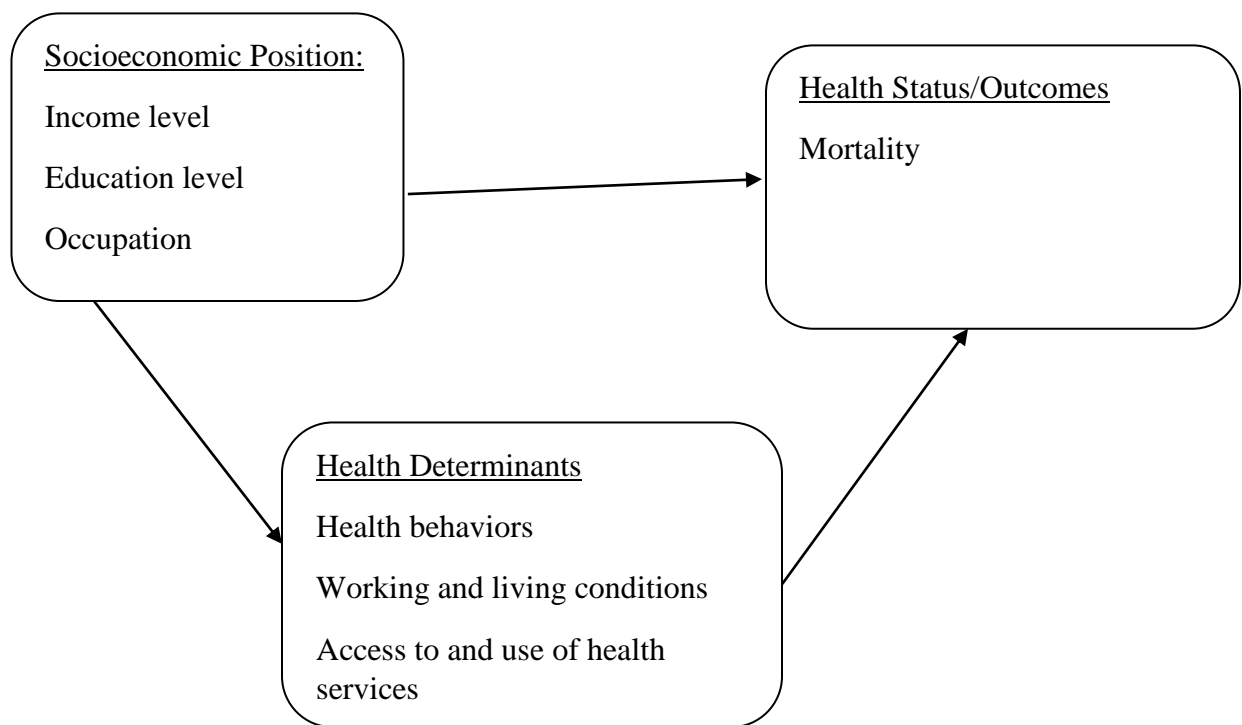 Socioeconomic Position:
Income level
Education level
Occupation
Health Status/Outcomes
Mortality
Health Determinants
Health behaviors
Working and living conditions
Access to and use of health
services